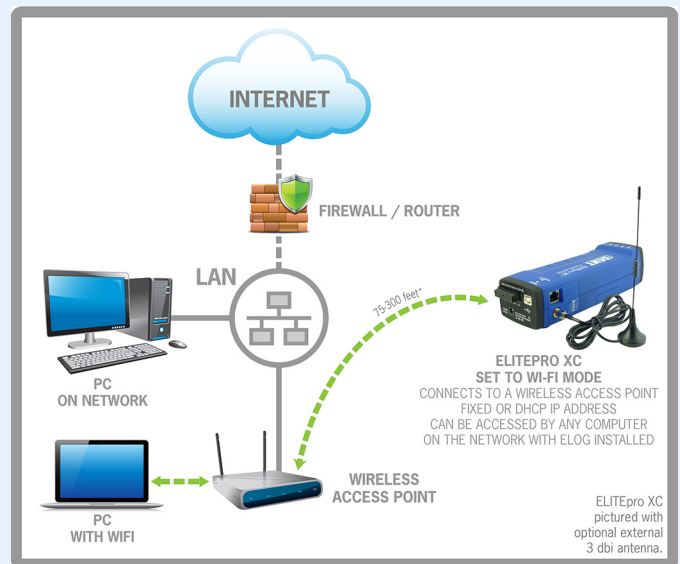 INTERNET
FIREWALL / ROUTER
LAN
75-300 feet*
PC
ON NETWORK
ELITEPRO XC
SET TO WI-FI MODE
CONNECTS TO A WIRELESS ACCESS POINT
FIXED OR DHCP IP ADDRESS
CAN BE ACCESSED BY ANY COMPUTER
ON THE NETWORK WITH ELOG INSTALLED
WIRELESS
ACCESS POINT
PC
WITH WIFI
ELITEpro XC
pictured with
optional external
3 dbi antenna.